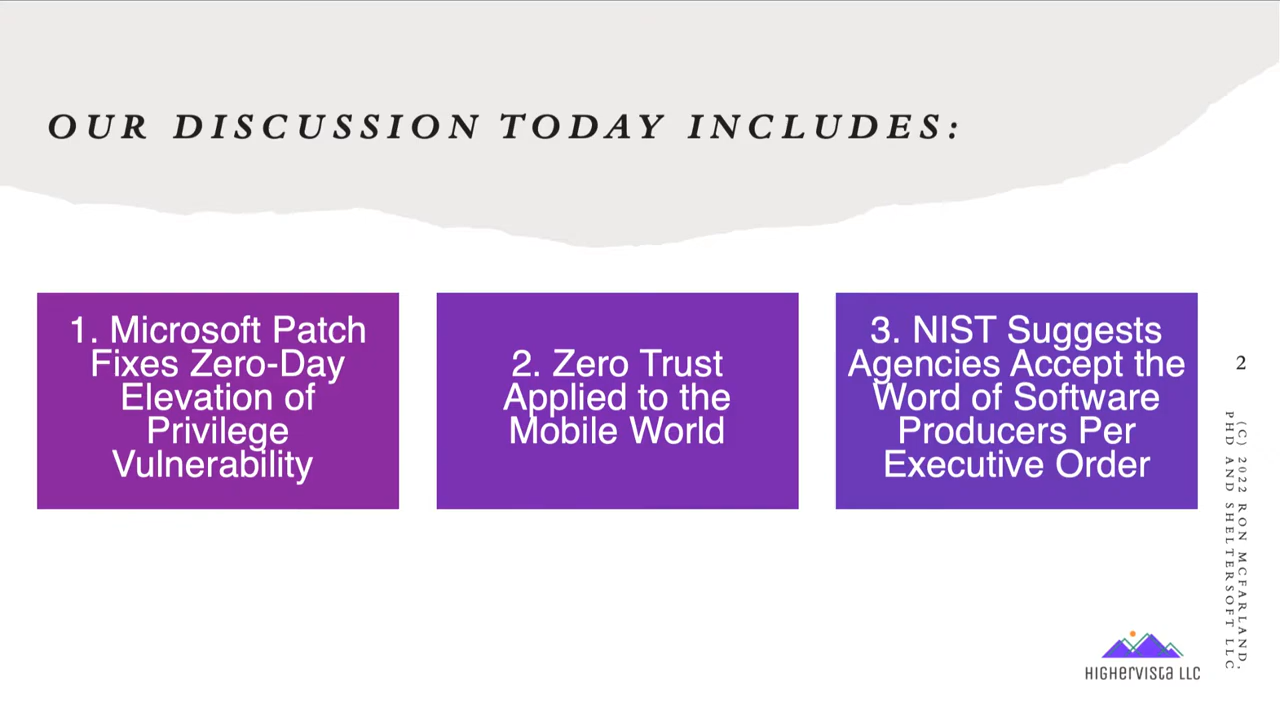 OUR DISCUSSION TODAY INCLUDES:
1. Microsoft Patch
Fixes Zero-Day
Elevation of
Privilege
Vulnerability
2. Zero Trust
Applied to the
Mobile World
3. NIST Suggests
Agencies Accept the
Word of Software
Producers Per
Executive Order
2
(C) 2022 RON MCFARLAND,
PHD AND SHELTERSOFT LLC
HIGHERVISTA LLC